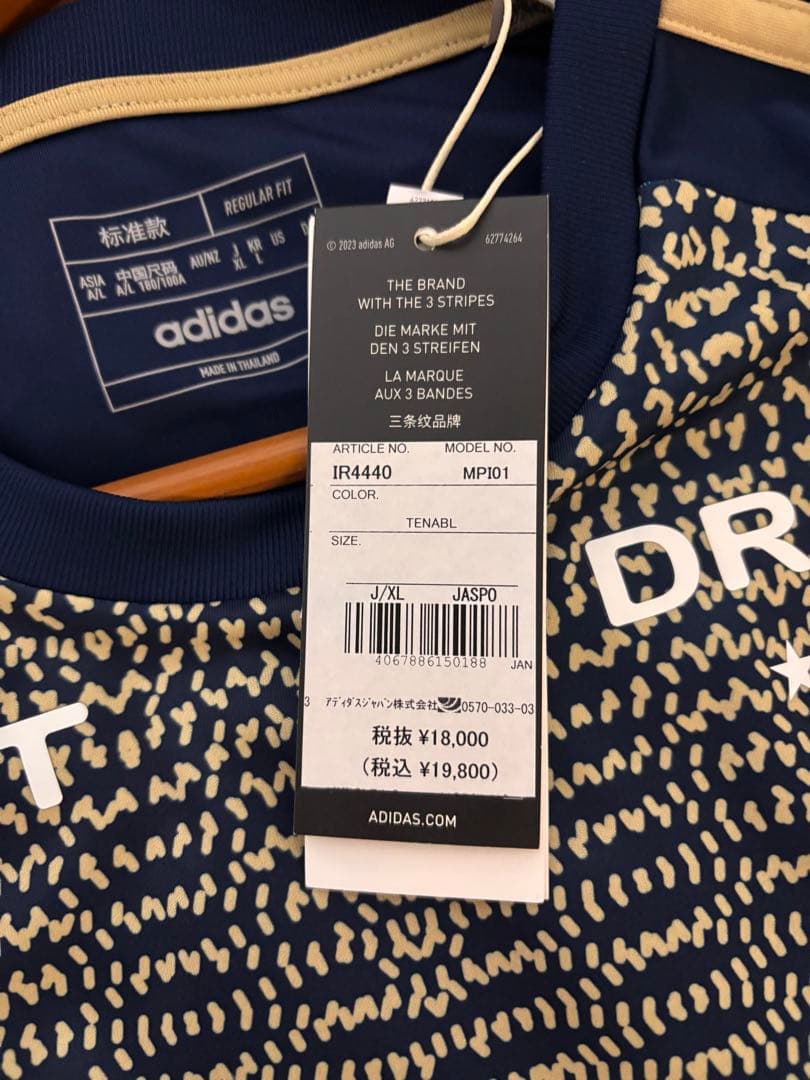 标准款
REGULAR FIT
ASIA 中国尺码 AU/NZ J KR US
A/L A/L 180/100A XL L
adidas
MADE IN THAILAND
© 2023 adidas AG
62774264
THE BRAND
WITH THE 3 STRIPES
DIE MARKE MIT
DEN 3 STREIFEN
LA MARQUE
AUX 3 BANDES
三条纹品牌
ARTICLE NO. MODEL NO.
IR4440 MPI01
COLOR.
TENABL
SIZE.
J/XL JASPO
4067886150188 JAN
3 アディダスジャパン株式会社 0570-033-03
税抜 ¥18,000
(税込 ¥19,800)
ADIDAS.COM
DR
T